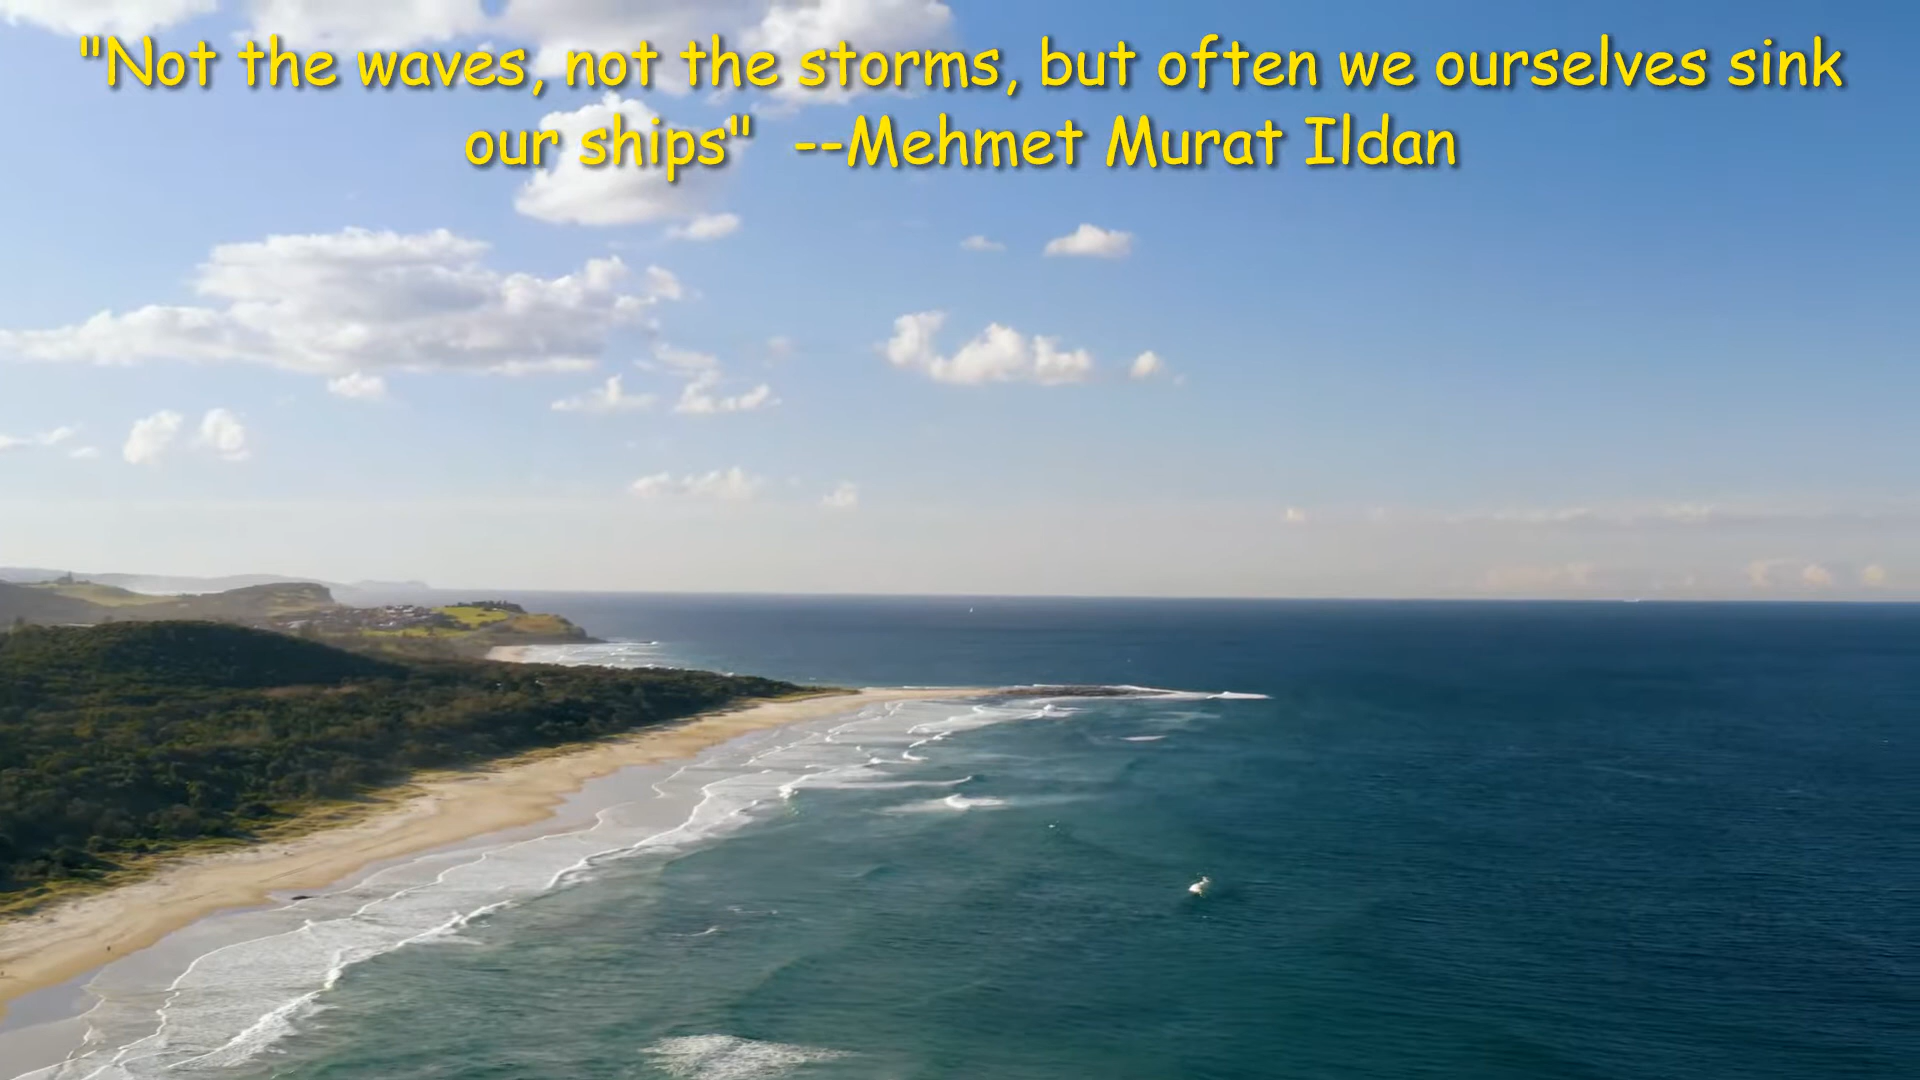 "Not the waves, not the storms, but often we ourselves sink
our ships"  --Mehmet Murat Ildan